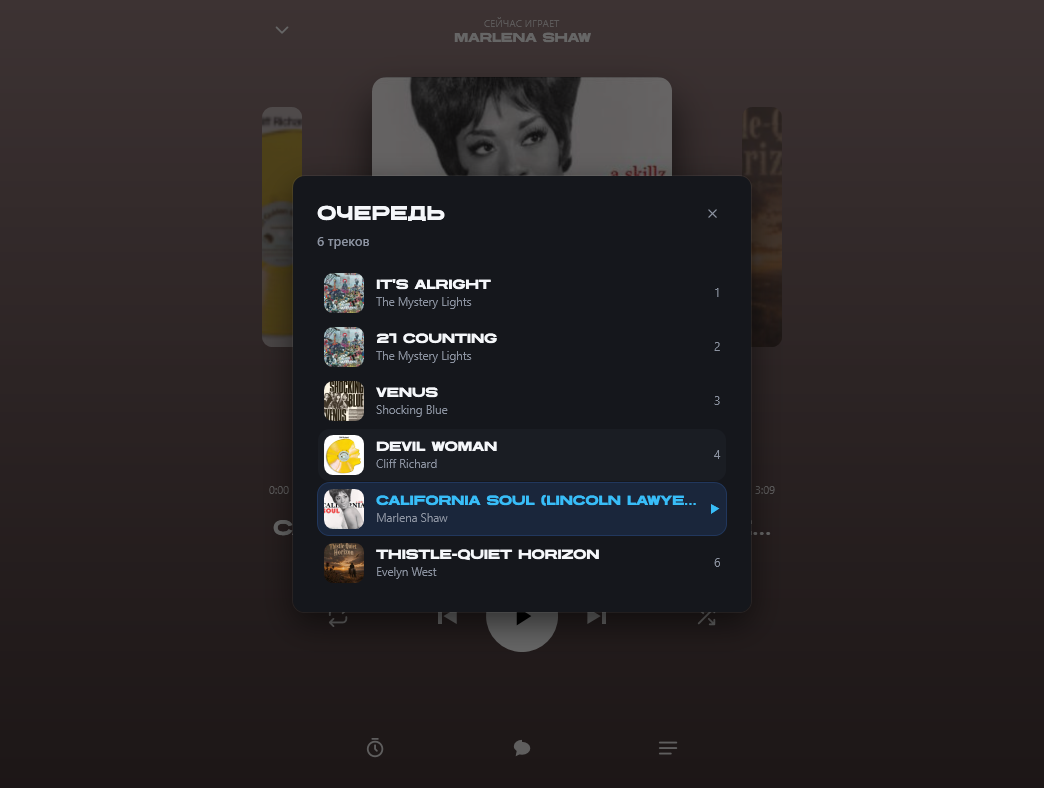 СЕЙЧАС ИГРАЕТ
MARLENA SHAW
a skillz
ОЧЕРЕДЬ
6 треков
IT'S ALRIGHT
The Mystery Lights
1
21 COUNTING
The Mystery Lights
2
VENUS
Shocking Blue
3
DEVIL WOMAN
Cliff Richard
4
CALIFORNIA SOUL (LINCOLN LAWYE...
Marlena Shaw
THISTLE-QUIET HORIZON
Evelyn West
6
0:00
3:09